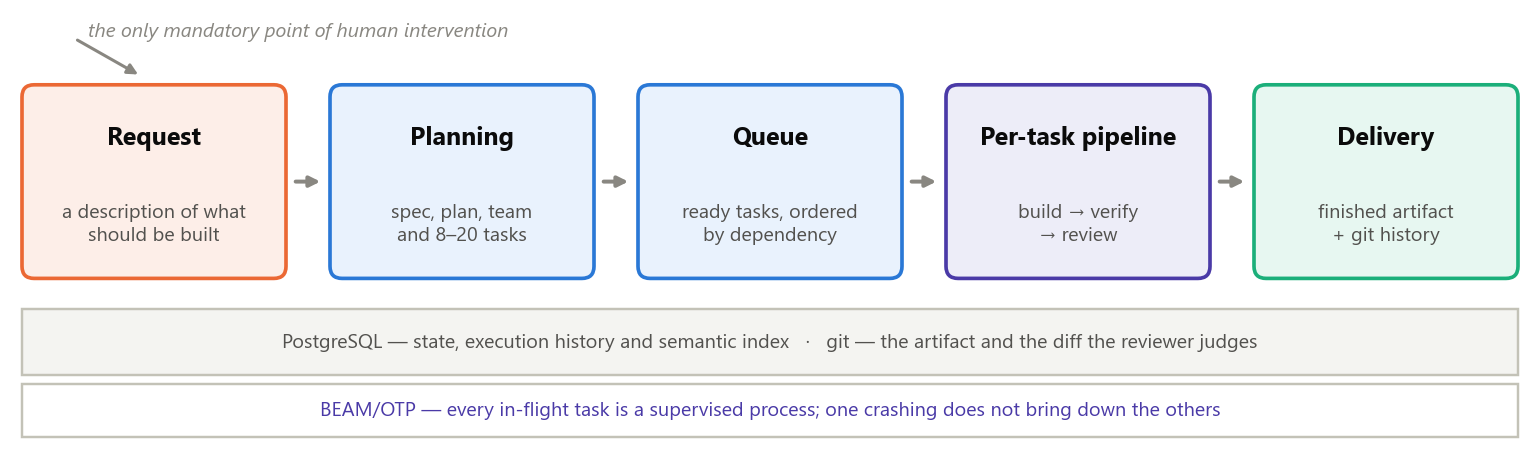 the only mandatory point of human intervention
Request
a description of what
should be built
Planning
spec, plan, team
and 8–20 tasks
Queue
ready tasks, ordered
by dependency
Per-task pipeline
build → verify
→ review
Delivery
finished artifact
+ git history
PostgreSQL — state, execution history and semantic index · git — the artifact and the diff the reviewer judges
BEAM/OTP — every in-flight task is a supervised process; one crashing does not bring down the others